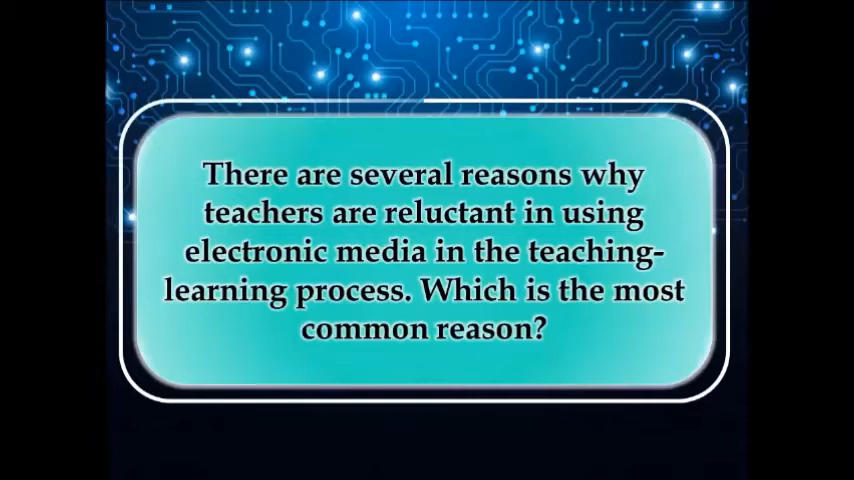 There are several reasons why
teachers are reluctant in using
electronic media in the teaching-
learning process. Which is the most
common reason?